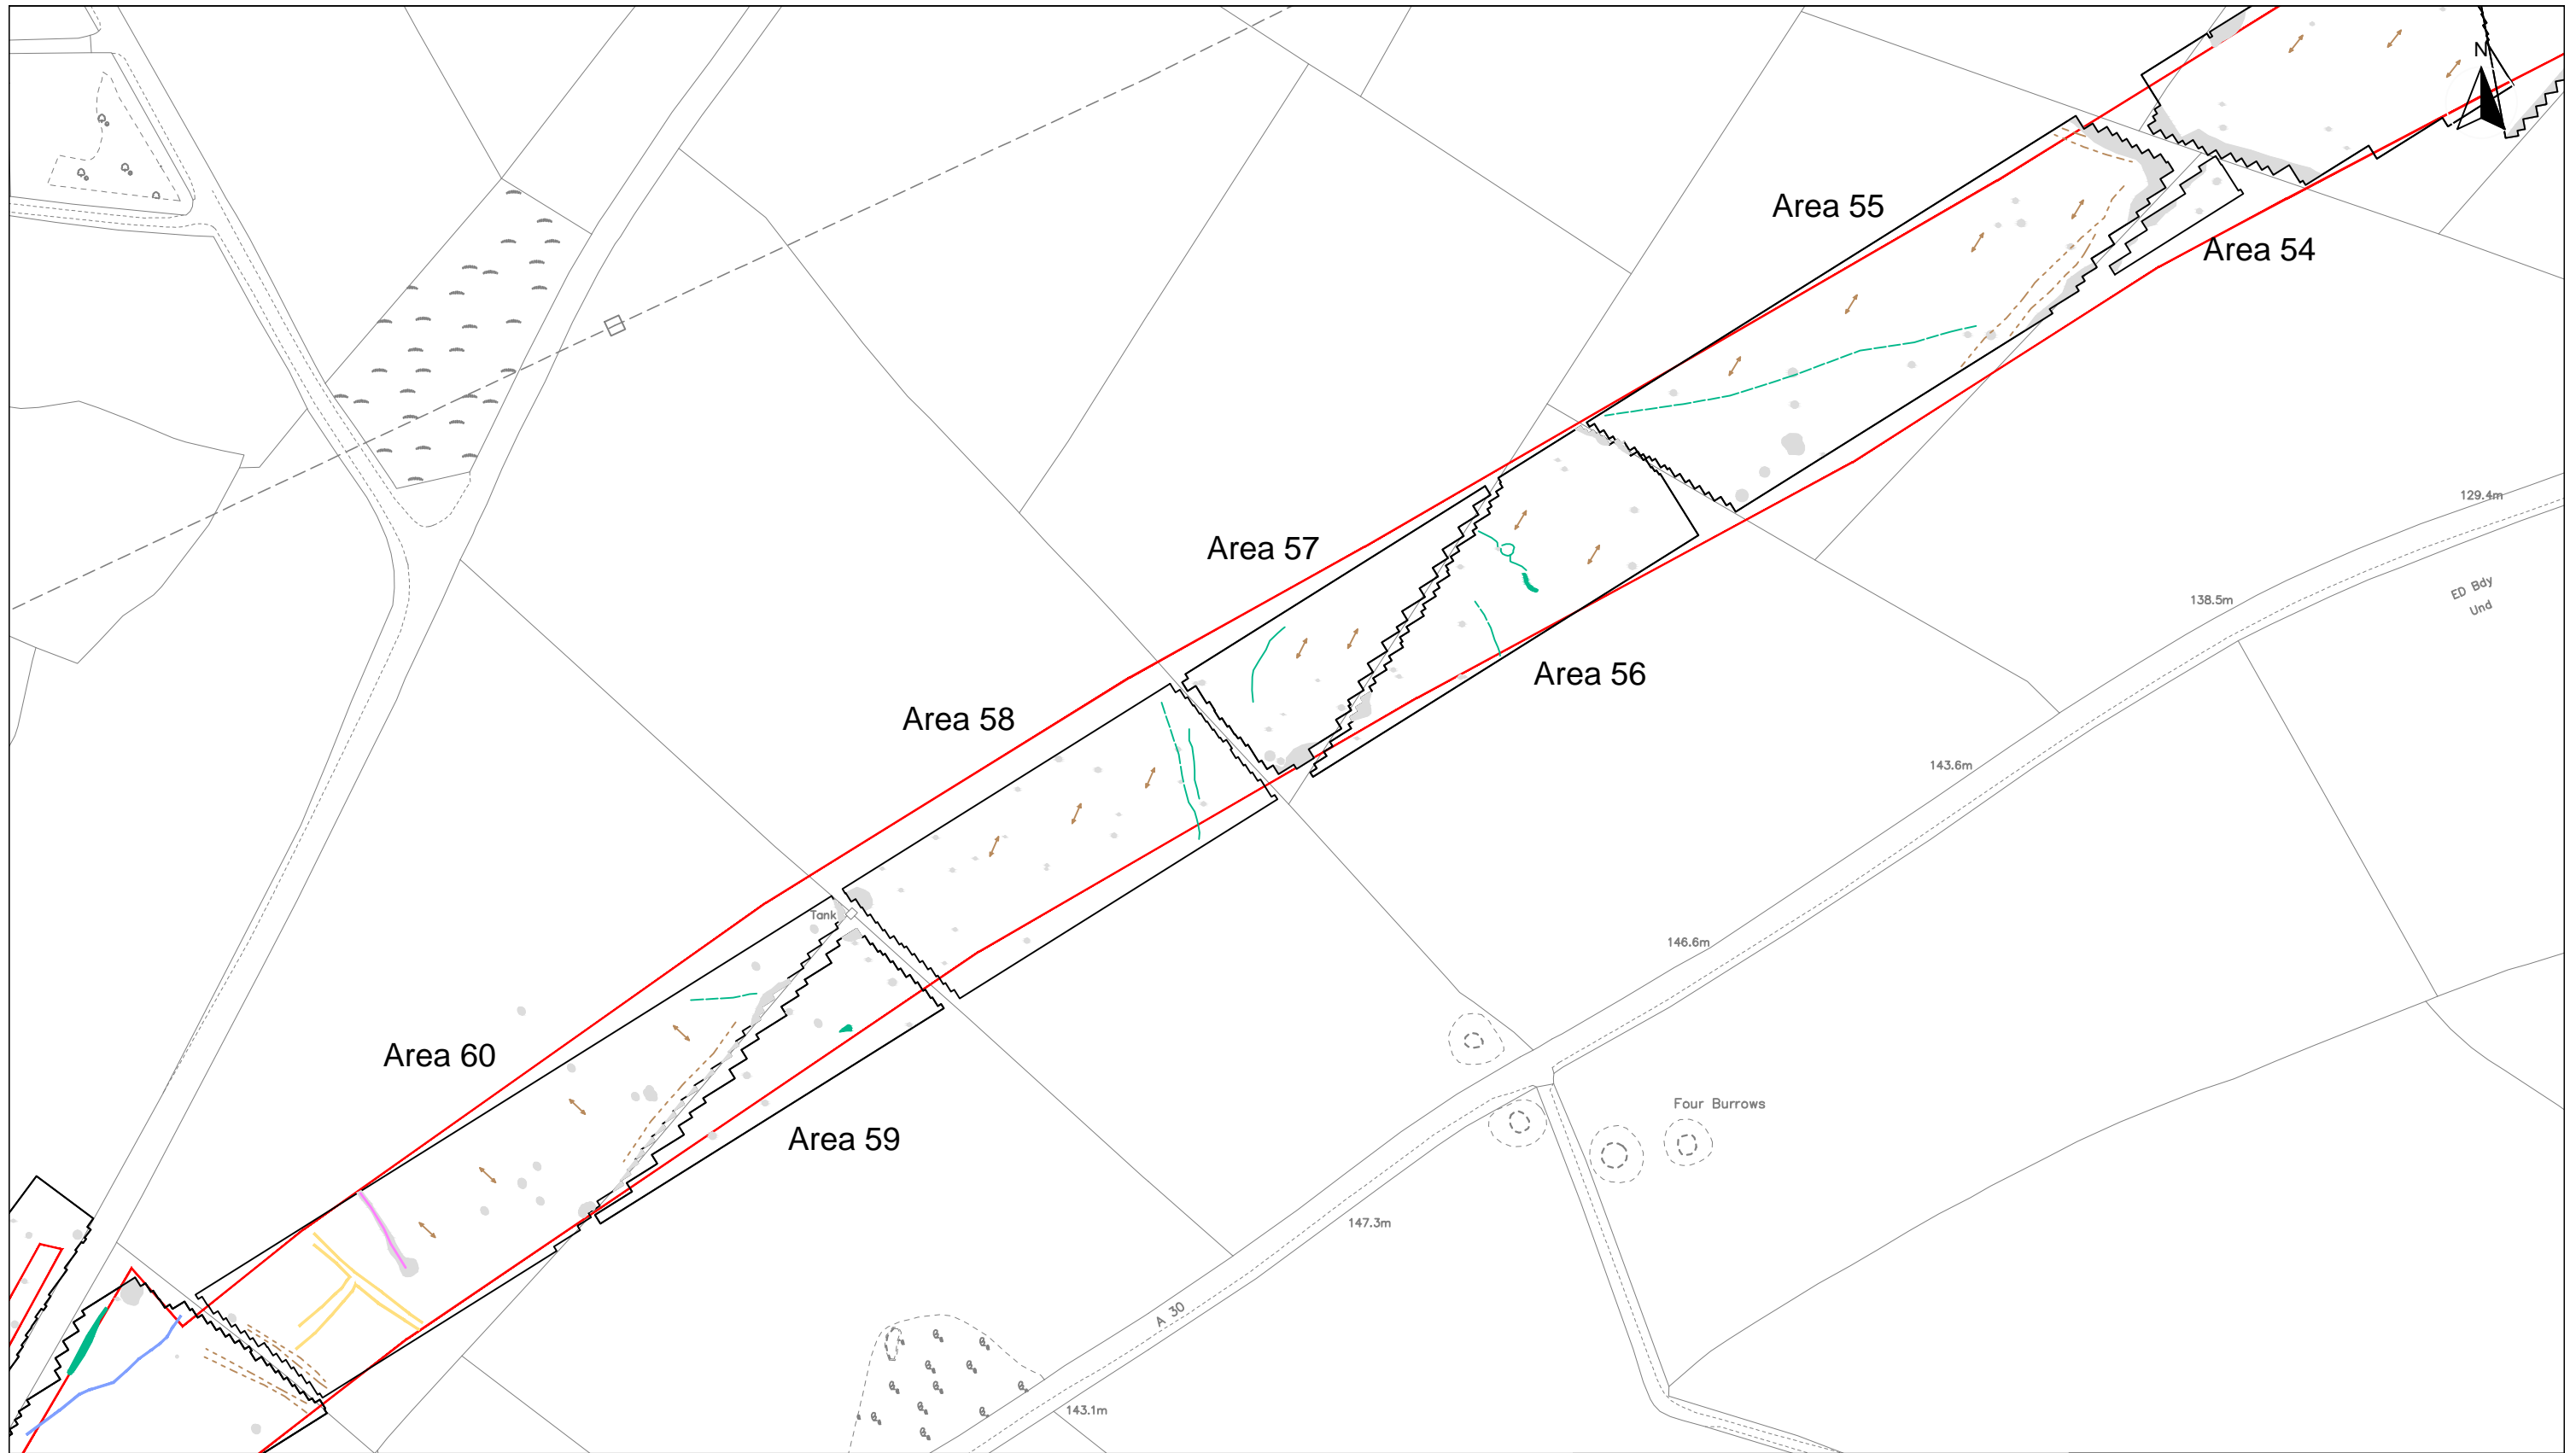 N
Area 55
Area 54
129.4m
Area 57
138.5m
ED Bdy
Und
Area 56
Area 58
143.6m
Tank
146.6m
Area 60
Four Burrows
Area 59
147.3m
A 30
143.1m